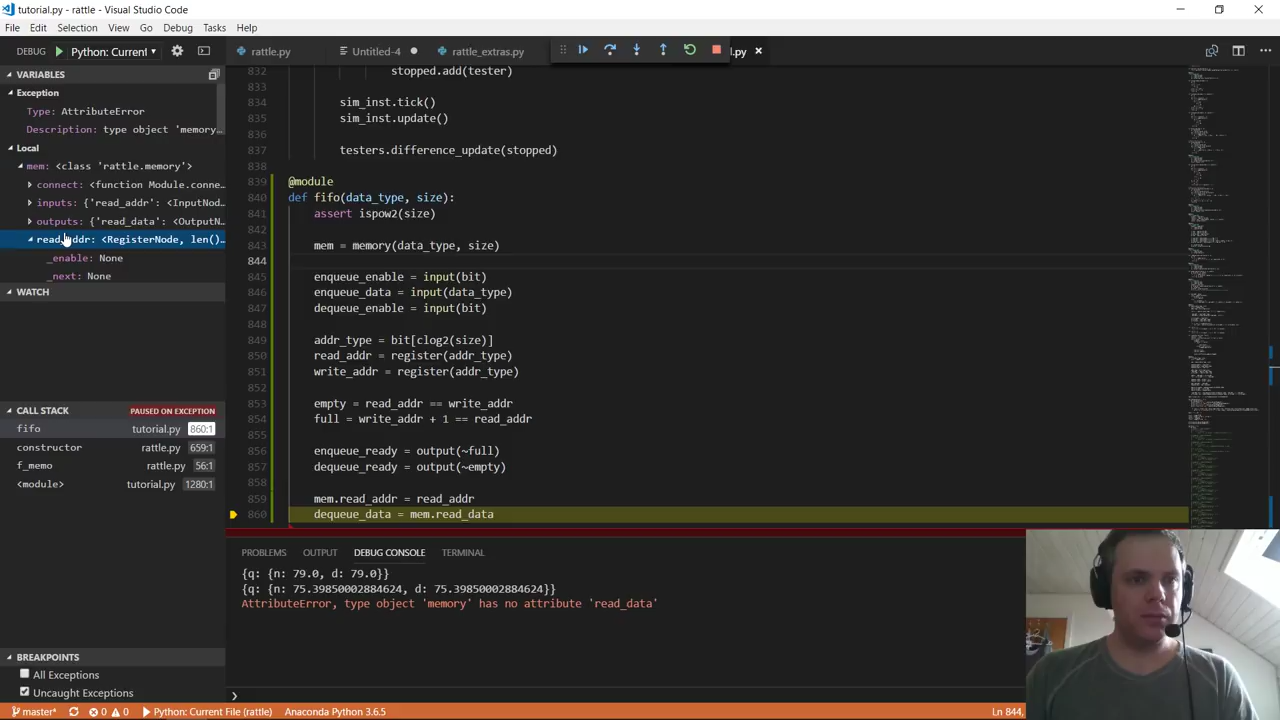 tutorial.py - rattle - Visual Studio Code
File Edit Selection View Go Debug Tasks Help
DEBUG Python Current
rattle.py Untitled-4 rattle_extras.py .py
VARIABLES
Exception
Type: AttributeError
Description: type object 'memory…
Local
mem: <class 'rattle.memory'>
connect: <function Module.conne…
inputs: {'read_addr': <InputNod…
outputs: {'read_data': <OutputN…
read_addr: <RegisterNode, len()…
_enable: None
_next: None
WATCH
CALL STACK PAUSED ON EXCEPTION
fifo tutorial.py 860:1
constructor rattle.py 659:1
f_memo rattle.py 56:1
<module> tutorial.py 1280:1
BREAKPOINTS
All Exceptions
Uncaught Exceptions
832 stopped.add(tester)
833
834 sim_inst.tick()
835 sim_inst.update()
836
837 testers.difference_update(stopped)
838
839 @module
840 def fifo(data_type, size):
841 assert ispow2(size)
842
843 mem = memory(data_type, size)
844
845 enqueue_enable = input(bit)
846 enqueue_data = input(data_type)
847 dequeue_enable = input(bit)
848
849 addr_type = bit[clog2(size)]
850 read_addr = register(addr_type)
851 write_addr = register(addr_type)
852
853 empty = read_addr == write_addr
854 full = write_addr + 1 == read_addr
855
856 enqueue_ready = output(~full)
857 dequeue_ready = output(~empty)
858
859 mem.read_addr = read_addr
860 dequeue_data = mem.read_data
PROBLEMS OUTPUT DEBUG CONSOLE TERMINAL
{q: {n: 79.0, d: 79.0}}
{q: {n: 75.39850002884624, d: 75.39850002884624}}
AttributeError, type object 'memory' has no attribute 'read_data'
master* 0 0 Python: Current File (rattle) Anaconda Python 3.6.5 Ln 844,